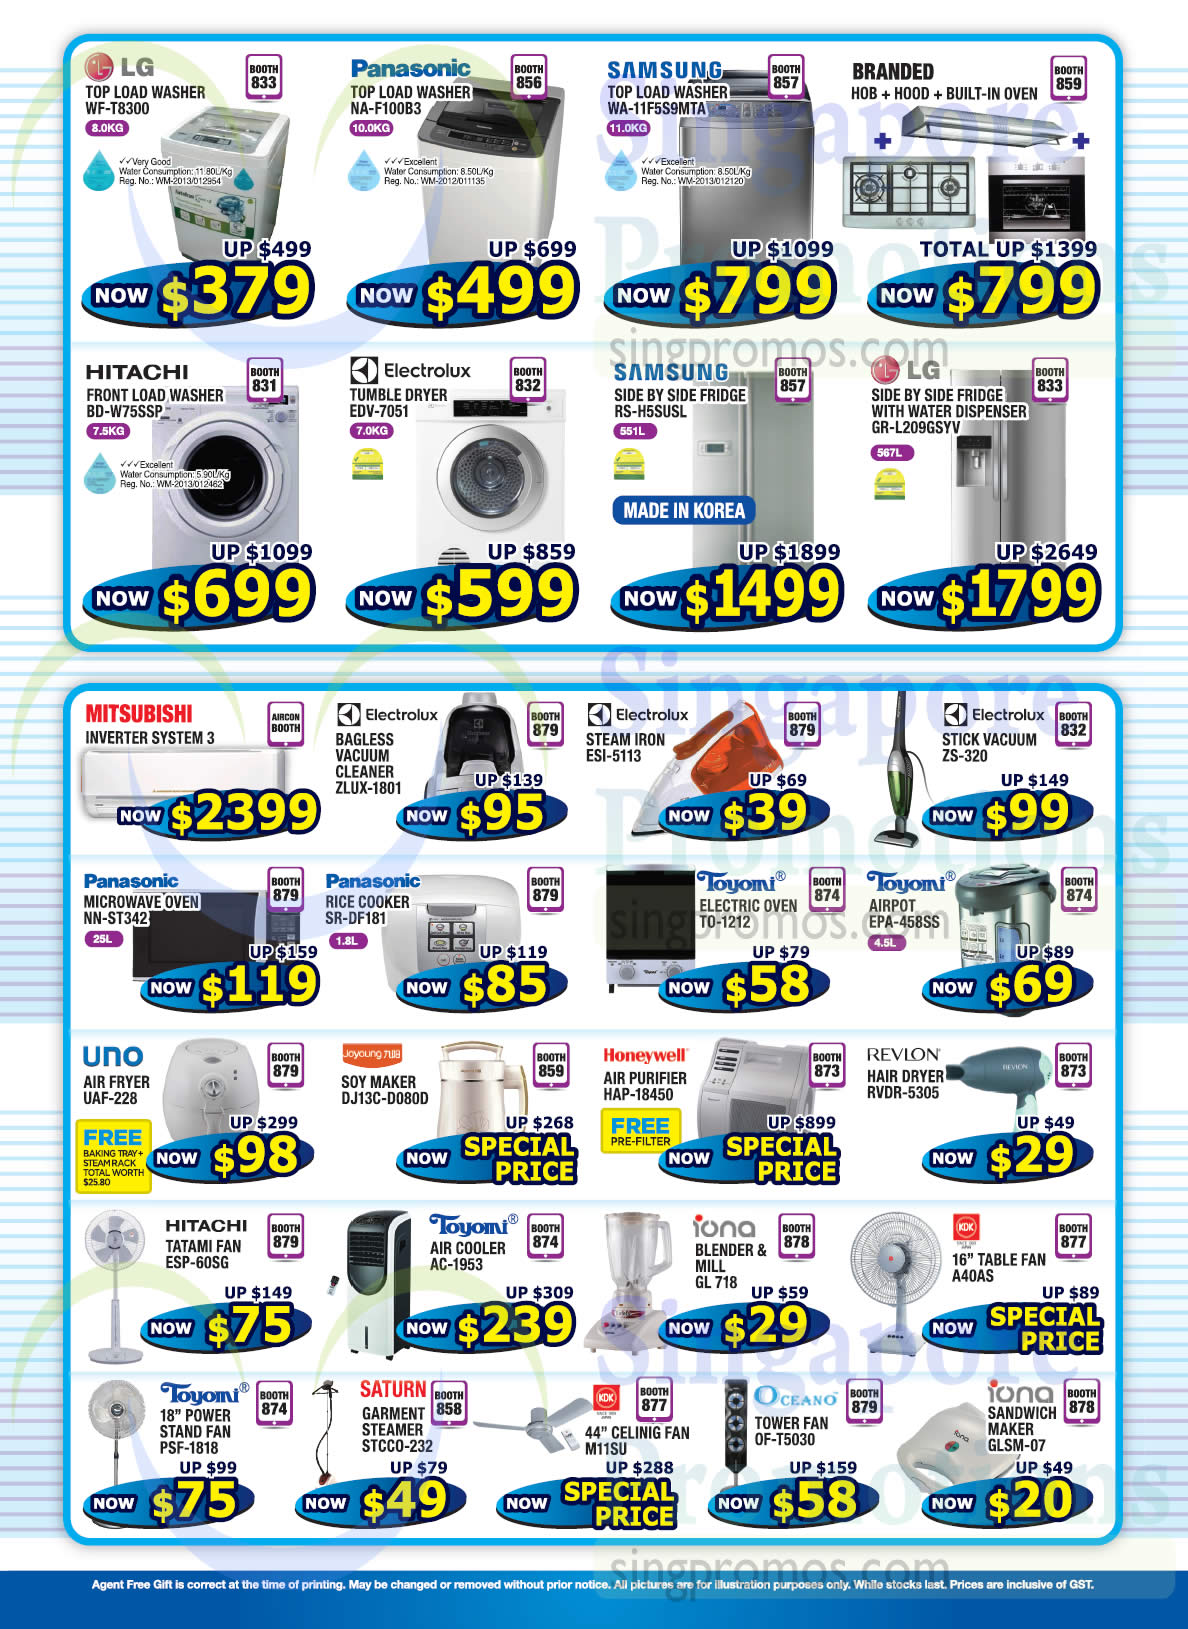 LG
BOOTH 833
TOP LOAD WASHER
WF-T8300
8.0KG
✓✓Very Good
Water Consumption: 11.80L/Kg
Reg. No.: WM-2013/012954
UP $499
NOW $379
Panasonic
BOOTH 856
TOP LOAD WASHER
NA-F100B3
10.0KG
✓✓✓Excellent
Water Consumption: 8.50L/Kg
Reg. No.: WM-2012/011135
UP $699
NOW $499
SAMSUNG
BOOTH 857
TOP LOAD WASHER
WA-11F5S9MTA
11.0KG
✓✓✓Excellent
Water Consumption: 8.50L/Kg
Reg. No.: WM-2013/012120
UP $1099
NOW $799
BRANDED
BOOTH 859
HOB + HOOD + BUILT-IN OVEN
+
+
TOTAL UP $1399
NOW $799
HITACHI
BOOTH 831
FRONT LOAD WASHER
BD-W75SSP
7.5KG
✓✓✓Excellent
Water Consumption: 5.90L/Kg
Reg. No.: WM-2013/012462
UP $1099
NOW $699
Electrolux
BOOTH 832
TUMBLE DRYER
EDV-7051
7.0KG
UP $859
NOW $599
SAMSUNG
BOOTH 857
SIDE BY SIDE FRIDGE
RS-H5SUSL
551L
MADE IN KOREA
UP $1899
NOW $1499
LG
BOOTH 833
SIDE BY SIDE FRIDGE
WITH WATER DISPENSER
GR-L209GSYV
567L
UP $2649
NOW $1799
MITSUBISHI
AIRCON BOOTH
INVERTER SYSTEM 3
NOW $2399
Electrolux
BOOTH 879
BAGLESS
VACUUM
CLEANER
ZLUX-1801
UP $139
NOW $95
Electrolux
BOOTH 879
STEAM IRON
ESI-5113
UP $69
NOW $39
Electrolux
BOOTH 832
STICK VACUUM
ZS-320
UP $149
NOW $99
Panasonic
BOOTH 879
MICROWAVE OVEN
NN-ST342
25L
UP $159
NOW $119
Panasonic
BOOTH 879
RICE COOKER
SR-DF181
1.8L
UP $119
NOW $85
Toyomi®
BOOTH 874
ELECTRIC OVEN
TO-1212
UP $79
NOW $58
Toyomi®
BOOTH 874
AIRPOT
EPA-458SS
4.5L
UP $89
NOW $69
UNO
BOOTH 879
AIR FRYER
UAF-228
FREE
BAKING TRAY+
STEAM RACK
TOTAL WORTH
$25.80
UP $299
NOW $98
Joyoung 九阳
BOOTH 859
SOY MAKER
DJ13C-D080D
UP $268
NOW SPECIAL PRICE
Honeywell
BOOTH 873
AIR PURIFIER
HAP-18450
FREE
PRE-FILTER
UP $899
NOW SPECIAL PRICE
REVLON
BOOTH 873
HAIR DRYER
RVDR-5305
REVLON
UP $49
NOW $29
HITACHI
BOOTH 879
TATAMI FAN
ESP-60SG
UP $149
NOW $75
Toyomi®
BOOTH 874
AIR COOLER
AC-1953
UP $309
NOW $239
iona
BOOTH 878
BLENDER &
MILL
GL 718
UP $59
NOW $29
KDK
BOOTH 877
16” TABLE FAN
A40AS
UP $89
NOW SPECIAL PRICE
Toyomi®
BOOTH 874
18” POWER
STAND FAN
PSF-1818
UP $99
NOW $75
SATURN
BOOTH 858
GARMENT
STEAMER
STCCO-232
UP $79
NOW $49
KDK
BOOTH 877
44” CELINIG FAN
M11SU
UP $288
NOW SPECIAL PRICE
OCEANO™
BOOTH 879
TOWER FAN
OF-T5030
UP $159
NOW $58
iona
BOOTH 878
SANDWICH
MAKER
GLSM-07
iona
UP $49
NOW $20
Agent Free Gift is correct at the time of printing. May be changed or removed without prior notice. All pictures are for illustration purposes only. While stocks last. Prices are inclusive of GST.
Singapore
Promotions
singpromos.com
Singapore
Promotions
singpromos.com
Singapore
Promotions
singpromos.com